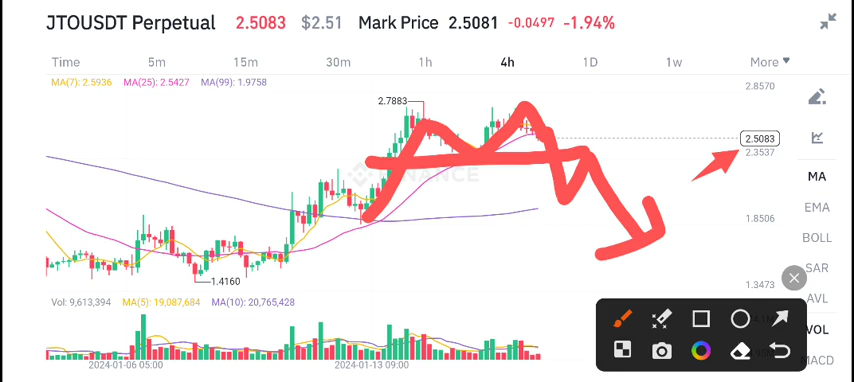 JTOUSDT Perpetual 2.5083 $2.51 Mark Price 2.5081 -0.0497 -1.94%
Time 5m 15m 30m 1h 4h 1D 1w More
MA(7): 2.5936 MA(25): 2.5427 MA(99): 1.9758
2.8570
2.7883
2.5083
2.3537
MA
EMA
1.8506
BOLL
SAR
1.4160
1.3473
AVL
Vol: 9,613,394 MA(5): 19,087,684 MA(10): 20,765,428
VOL
MACD
2024-01-06 05:00 2024-01-13 09:00